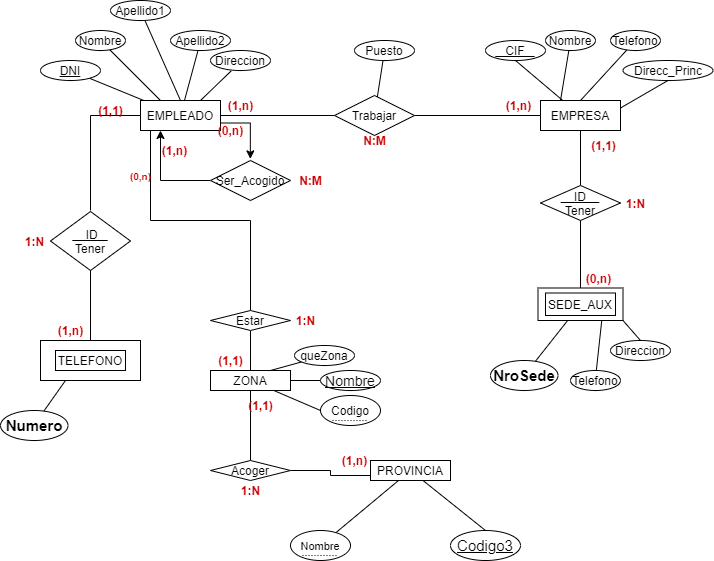 Apellido1
Nombre
Apellido2
DNI
Direccion
Puesto
CIF
Nombre
Telefono
Direcc_Princ
(1,1)
EMPLEADO
(1,n)
Trabajar
(1,n)
EMPRESA
(0,n)
N:M
(1,n)
(1,1)
(0,n)
Ser_Acogido
N:M
ID
Tener
1:N
ID
Tener
1:N
(0,n)
SEDE_AUX
(1,n)
Estar
1:N
TELEFONO
(1,1)
queZona
Direccion
ZONA
Nombre
NroSede
Telefono
(1,1)
Codigo
Numero
Acoger
(1,n)
PROVINCIA
1:N
Nombre
Codigo3